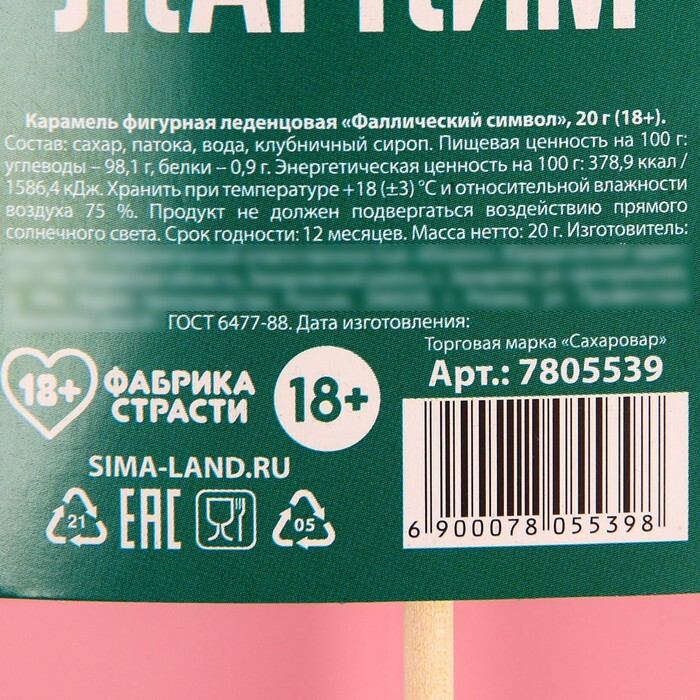 Карамель фигурная леденцовая «Фаллический символ», 20 г (18+).
Состав: сахар, патока, вода, клубничный сироп. Пищевая ценность на 100 г:
углеводы – 98,1 г, белки – 0,9 г. Энергетическая ценность на 100 г: 378,9 ккал /
1586,4 кДж. Хранить при температуре +18 (±3) °С и относительной влажности
воздуха 75 %. Продукт не должен подвергаться воздействию прямого
солнечного света. Срок годности: 12 месяцев. Масса нетто: 20 г. Изготовитель:
ГОСТ 6477-88. Дата изготовления:
Торговая марка «Сахаровар»
Арт.: 7805539
18+ ФАБРИКА
СТРАСТИ
18+
SIMA-LAND.RU
21 EAC 05
6 900078 055398